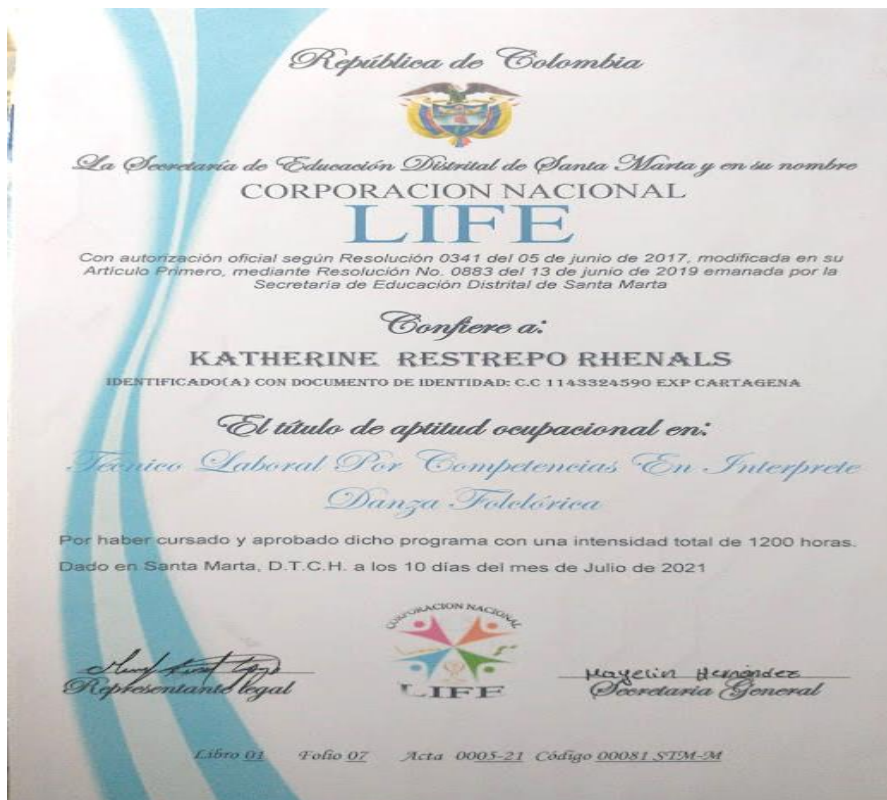 República de Colombia
La Secretaría de Educación Distrital de Santa Marta y en su nombre
CORPORACION NACIONAL
LIFE
Con autorización oficial según Resolución 0341 del 05 de junio de 2017, modificada en su
Artículo Primero, mediante Resolución No. 0883 del 13 de junio de 2019 emanada por la
Secretaría de Educación Distrital de Santa Marta
Confiere a:
KATHERINE RESTREPO RHENALS
IDENTIFICADO(A) CON DOCUMENTO DE IDENTIDAD: C.C 1143324590 EXP CARTAGENA
El título de aptitud ocupacional en:
Técnico Laboral Por Competencias En Interprete
Danza Folclórica
Por haber cursado y aprobado dicho programa con una intensidad total de 1200 horas.
Dado en Santa Marta, D.T.C.H. a los 10 días del mes de Julio de 2021
CORPORACION NACIONAL
LIFE
Mayelin Hernández
Representante legal
Secretaria General
Libro 01 Folio 07 Acta 0005-21 Código 00081 STM-M